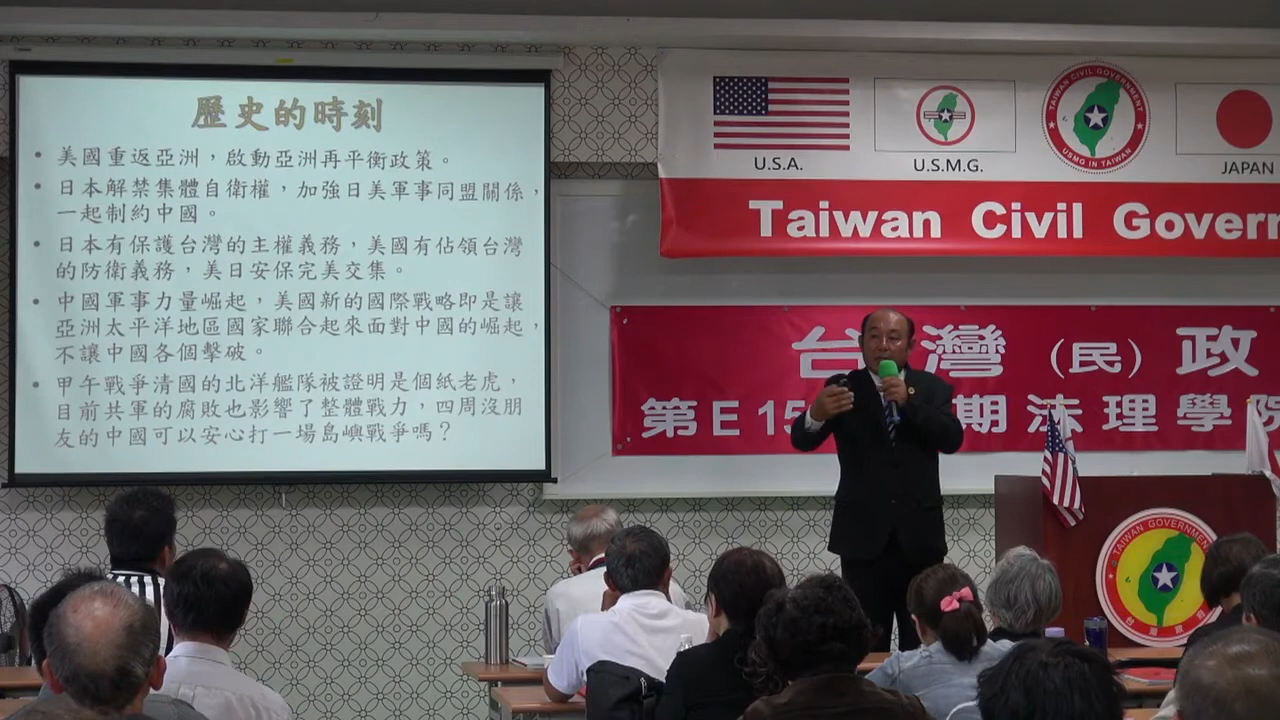 歷史的時刻
• 美國重返亞洲，啟動亞洲再平衡政策。
• 日本解禁集體自衛權，加強日美軍事同盟關係，
一起制約中國。
• 日本有保護台灣的主權義務，美國有佔領台灣
的防衛義務，美日安保完美交集。
• 中國軍事力量崛起，美國新的國際戰略即是讓
亞洲太平洋地區國家聯合起來面對中國的崛起，
不讓中國各個擊破。
• 甲午戰爭清國的北洋艦隊被證明是個紙老虎，
目前共軍的腐敗也影響了整體戰力，四周沒朋
友的中國可以安心打一場島嶼戰爭嗎？
U.S.A.
U.S.M.G.
TAIWAN CIVIL GOVERNMENT
USMG IN TAIWAN
JAPAN
Taiwan Civil Govern
台灣（民）政
第E15 期法理學院
TAIWAN GOVERNMENT